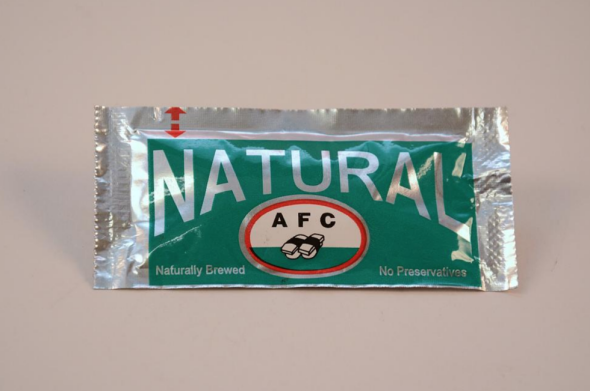 NATURAL
AFC
Naturally Brewed
No Preservatives